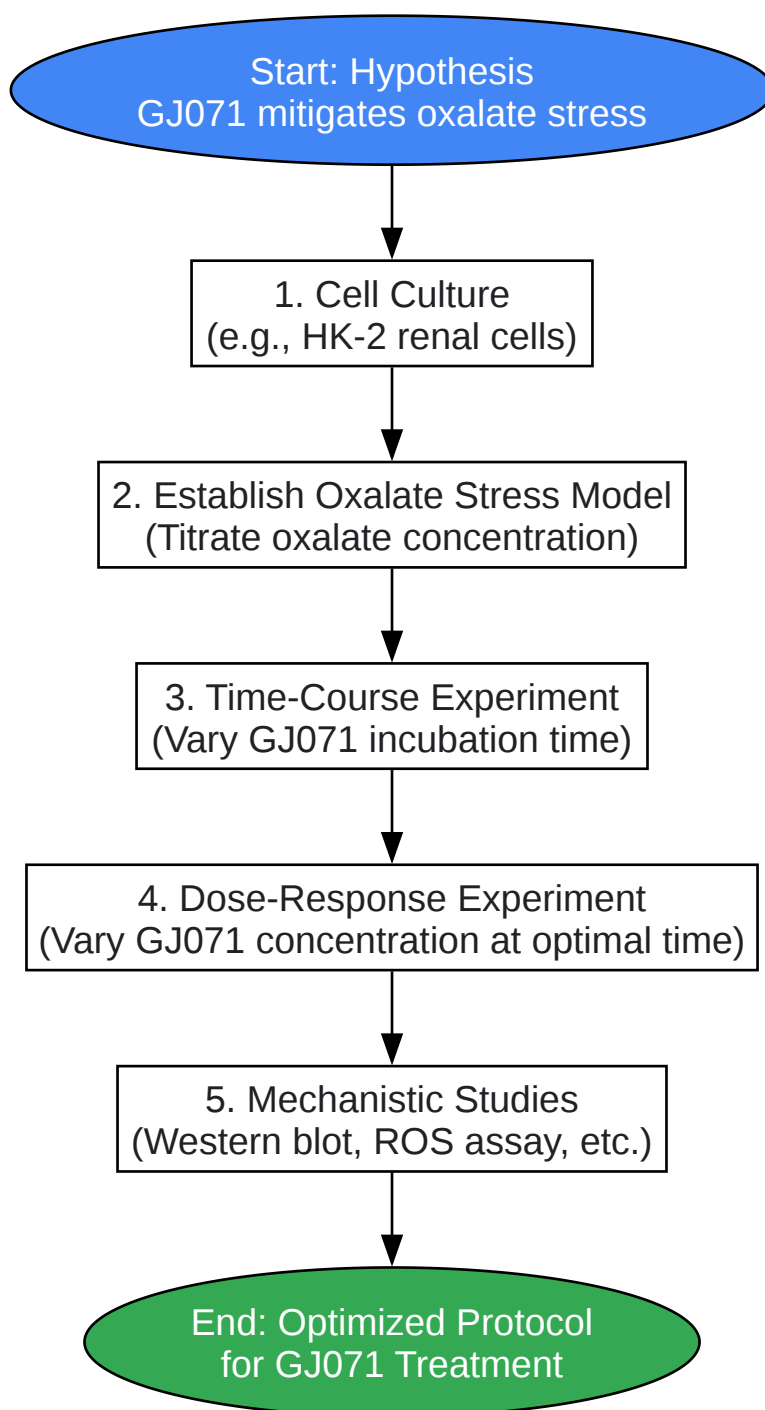 Start: Hypothesis
GJ071 mitigates oxalate stress
1. Cell Culture
(e.g., HK-2 renal cells)
2. Establish Oxalate Stress Model
(Titrate oxalate concentration)
3. Time-Course Experiment
(Vary GJ071 incubation time)
4. Dose-Response Experiment
(Vary GJ071 concentration at optimal time)
5. Mechanistic Studies
(Western blot, ROS assay, etc.)
End: Optimized Protocol
for GJ071 Treatment